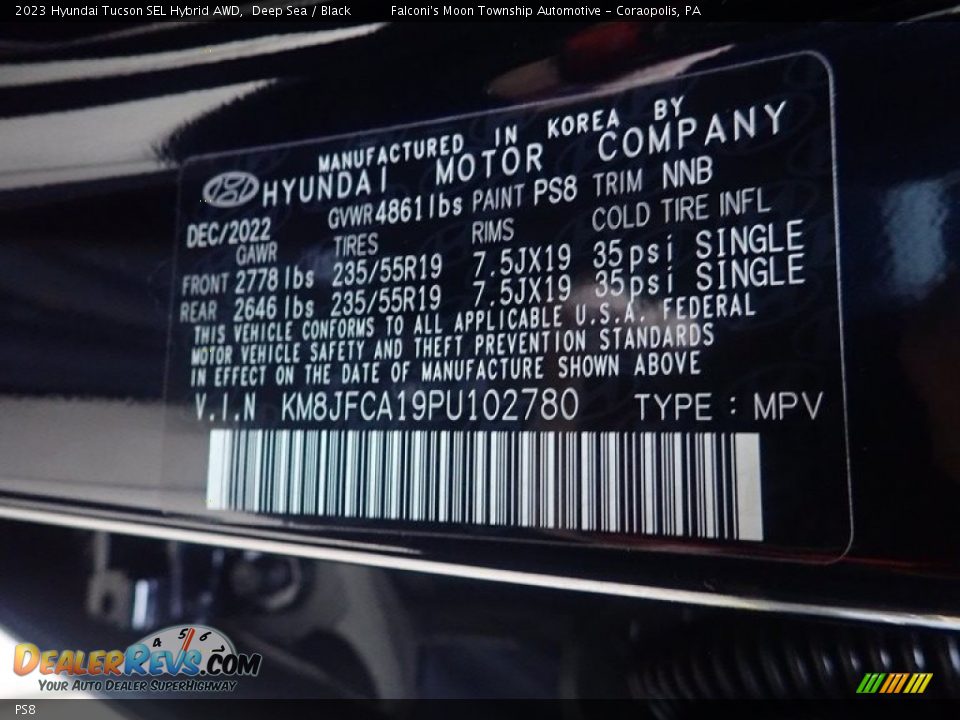 2023 Hyundai Tucson SEL Hybrid AWD, Deep Sea / Black Falconi's Moon Township Automotive - Coraopolis, PA
MANUFACTURED IN KOREA BY
HYUNDAI MOTOR COMPANY
DEC/2022 GVWR 4861 lbs PAINT PS8 TRIM NNB
GAWR TIRES RIMS COLD TIRE INFL
FRONT 2778 lbs 235/55R19 7.5JX19 35psi SINGLE
REAR 2646 lbs 235/55R19 7.5JX19 35psi SINGLE
THIS VEHICLE CONFORMS TO ALL APPLICABLE U.S.A. FEDERAL
MOTOR VEHICLE SAFETY AND THEFT PREVENTION STANDARDS
IN EFFECT ON THE DATE OF MANUFACTURE SHOWN ABOVE
V.I.N KM8JFCA19PU102780 TYPE : MPV
4 5 6
DEALERREVS.COM
YOUR AUTO DEALER SUPERHIGHWAY
PS8